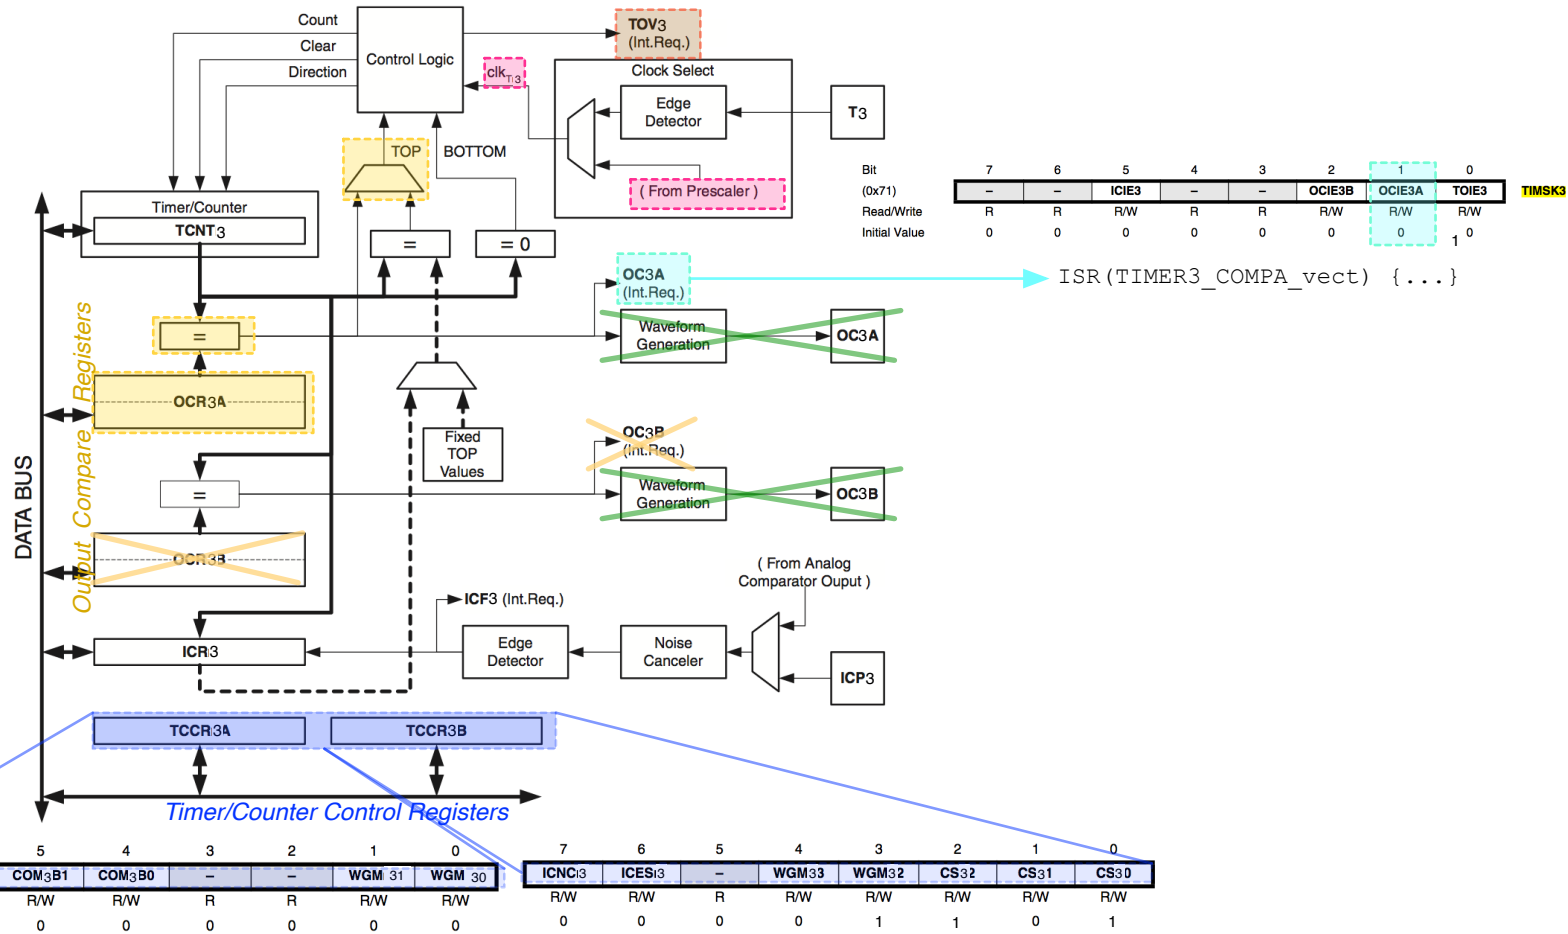 Count
Clear
Direction
Control Logic
TOV3
(Int.Req.)
clkT3
Clock Select
Edge
Detector
T3
TOP
BOTTOM
( From Prescaler )
Bit 7 6 5 4 3 2 1 0
(0x71) – – ICIE3 – – OCIE3B OCIE3A TOIE3 TIMSK3
Read/Write R R R/W R R R/W R/W R/W
Initial Value 0 0 0 0 0 0 0 0
1
Timer/Counter
TCNT3
=
= 0
OC3A
(Int.Req.)
ISR(TIMER3_COMPA_vect) {...}
=
Waveform
Generation
OC3A
OCR3A
Fixed
TOP
Values
OC3B
(Int.Req.)
=
Waveform
Generation
OC3B
OCR3B
DATA BUS
Output Compare Registers
( From Analog
Comparator Ouput )
ICF3 (Int.Req.)
ICR3
Edge
Detector
Noise
Canceler
ICP3
TCCR3A
TCCR3B
Timer/Counter Control Registers
5 4 3 2 1 0
COM3B1 COM3B0 – – WGM 31 WGM 30
R/W R/W R R R/W R/W
0 0 0 0 0 0
7 6 5 4 3 2 1 0
ICNC3 ICES3 – WGM33 WGM32 CS32 CS31 CS30
R/W R/W R R/W R/W R/W R/W R/W
0 0 0 0 1 1 0 1